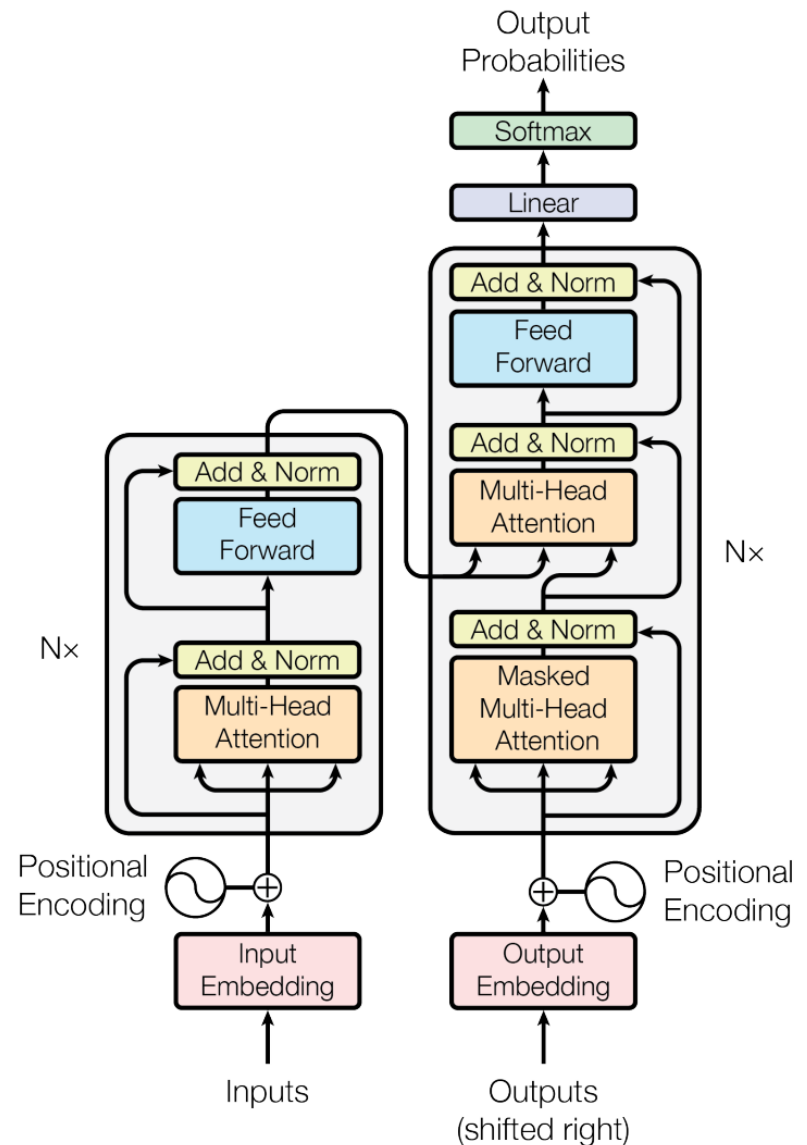 Output
Probabilities
Softmax
Linear
Add & Norm
Feed
Forward
Add & Norm
Multi-Head
Attention
Add & Norm
Masked
Multi-Head
Attention
N×
Add & Norm
Feed
Forward
Add & Norm
Multi-Head
Attention
N×
Positional
Encoding
Positional
Encoding
Input
Embedding
Output
Embedding
Inputs
Outputs
(shifted right)